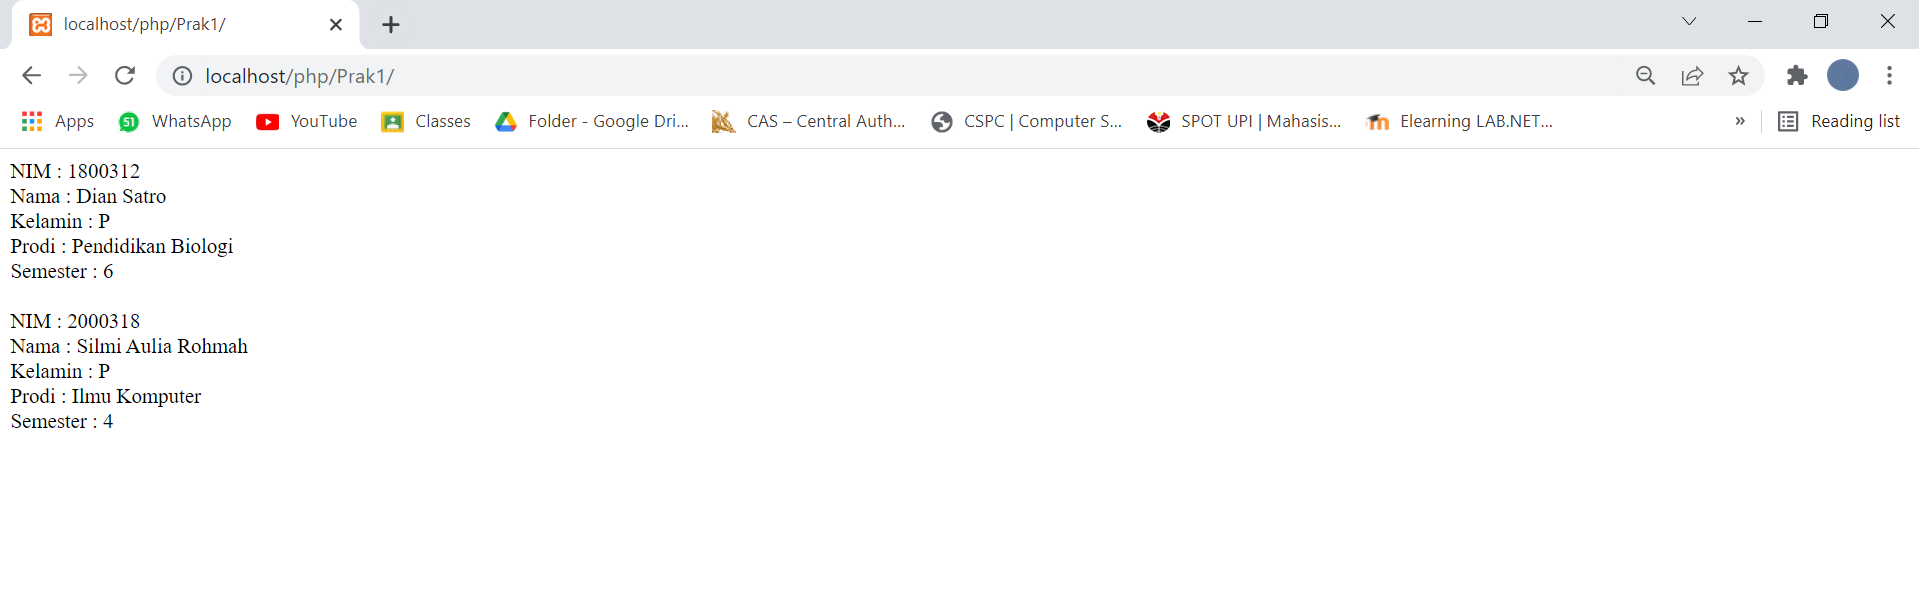 localhost/php/Prak1/
localhost/php/Prak1/
Apps 51 WhatsApp YouTube Classes Folder - Google Dri... CAS – Central Auth... CSPC | Computer S... SPOT UPI | Mahasis... Elearning LAB.NET... » Reading list
NIM : 1800312
Nama : Dian Satro
Kelamin : P
Prodi : Pendidikan Biologi
Semester : 6
NIM : 2000318
Nama : Silmi Aulia Rohmah
Kelamin : P
Prodi : Ilmu Komputer
Semester : 4